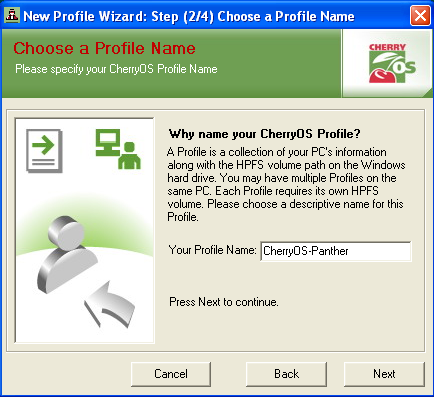 New Profile Wizard: Step (2/4) Choose a Profile Name
Choose a Profile Name
Please specify your CherryOS Profile Name
CHERRY
OS
Why name your CherryOS Profile?
A Profile is a collection of your PC's information
along with the HPFS volume path on the Windows
hard drive. You may have multiple Profiles on the
same PC. Each Profile requires its own HPFS
volume. Please choose a descriptive name for this
Profile.
Your Profile Name: CherryOS-Panther
Press Next to continue.
Cancel Back Next